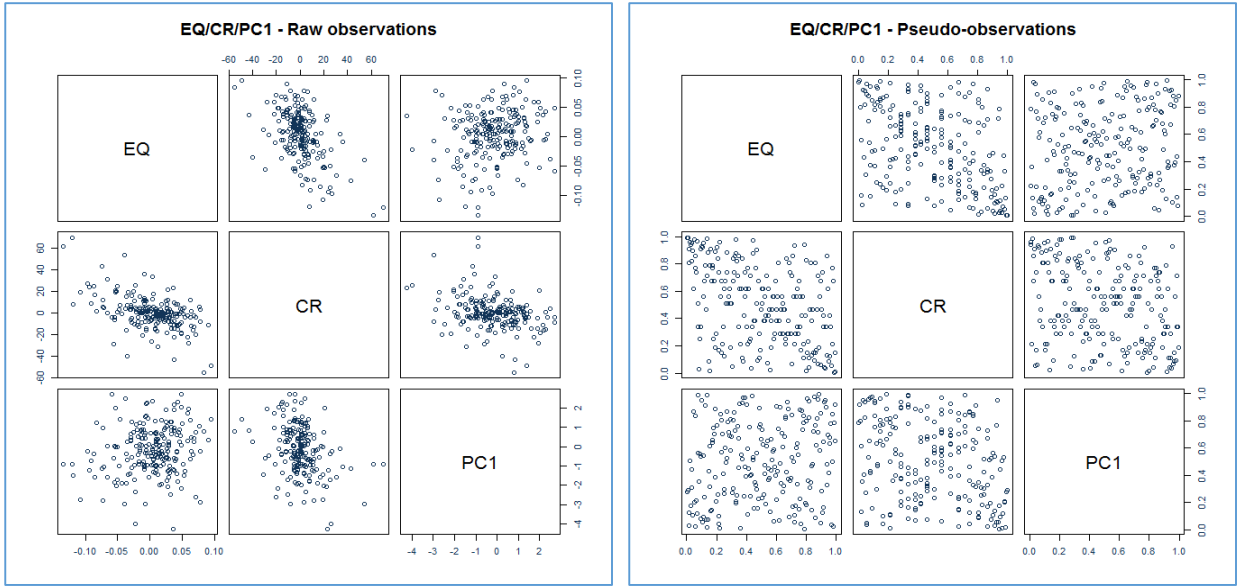 EQ/CR/PC1 - Raw observations
-60 -40 -20 0 20 40 60
EQ
-0.10 -0.05 0.00 0.05 0.10
60 40 20 0 -20 -40 -60
CR
PC1
2 1 0 -1 -2 -3 -4
-0.10 -0.05 0.00 0.05 0.10
-4 -3 -2 -1 0 1 2
EQ/CR/PC1 - Pseudo-observations
0.0 0.2 0.4 0.6 0.8 1.0
EQ
0.0 0.2 0.4 0.6 0.8 1.0
0.0 0.2 0.4 0.6 0.8 1.0
CR
PC1
0.0 0.2 0.4 0.6 0.8 1.0
0.0 0.2 0.4 0.6 0.8 1.0
0.0 0.2 0.4 0.6 0.8 1.0